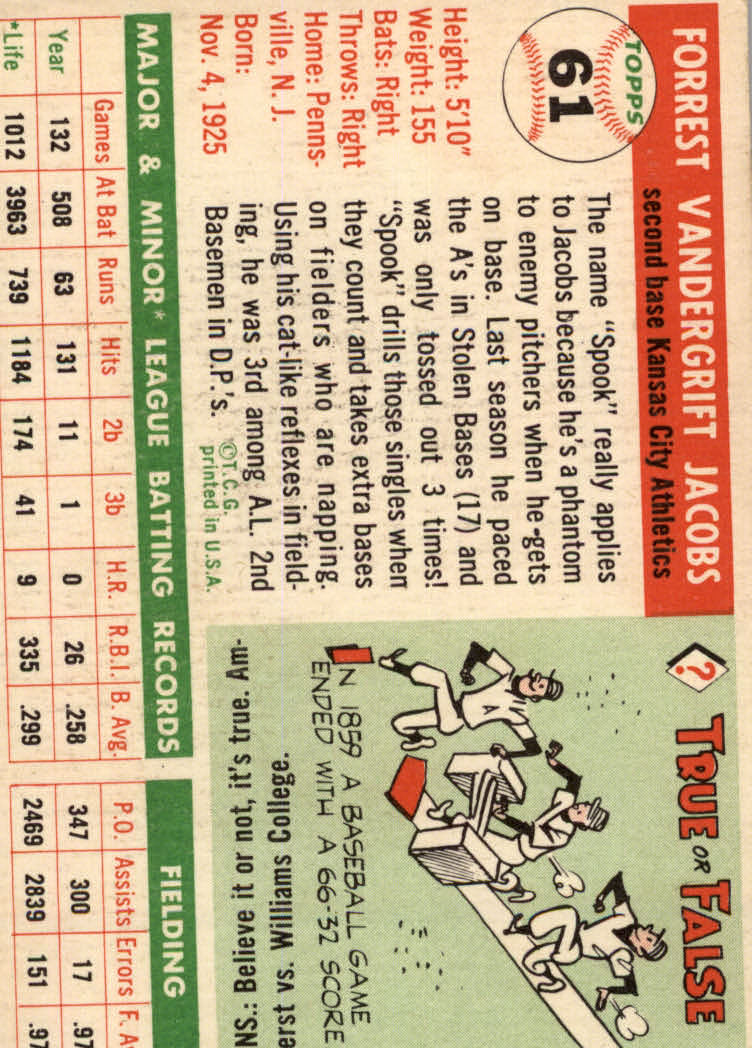 FORREST VANDERGRIFT JACOBS
second base Kansas City Athletics
TOPPS
61
Height: 5'10"
Weight: 155
Bats: Right
Throws: Right
Home: Penns-
ville, N. J.
Born:
Nov. 4, 1925
The name "Spook" really applies
to Jacobs because he's a phantom
to enemy pitchers when he gets
on base. Last season he paced
the A's in Stolen Bases (17) and
was only tossed out 3 times!
"Spook" drills those singles when
they count and takes extra bases
on fielders who are napping.
Using his cat-like reflexes in field-
ing, he was 3rd among A.L. 2nd
Basemen in D.P.'s.
©T.C.G.
printed in U.S.A.
? TRUE OR FALSE
A
IN 1859 A BASEBALL GAME
ENDED WITH A 66-32 SCORE
NS.: Believe it or not, it's true. Am-
erst vs. Williams College.
MAJOR & MINOR* LEAGUE BATTING RECORDS
FIELDING
Games At Bat Runs Hits 2b 3b H.R. R.B.I. B. Avg. P.O. Assists Errors F. A
Year 132 508 63 131 11 1 0 26 .258 347 300 17 .97
*Life 1012 3963 739 1184 174 41 9 335 .299 2469 2839 151 .97